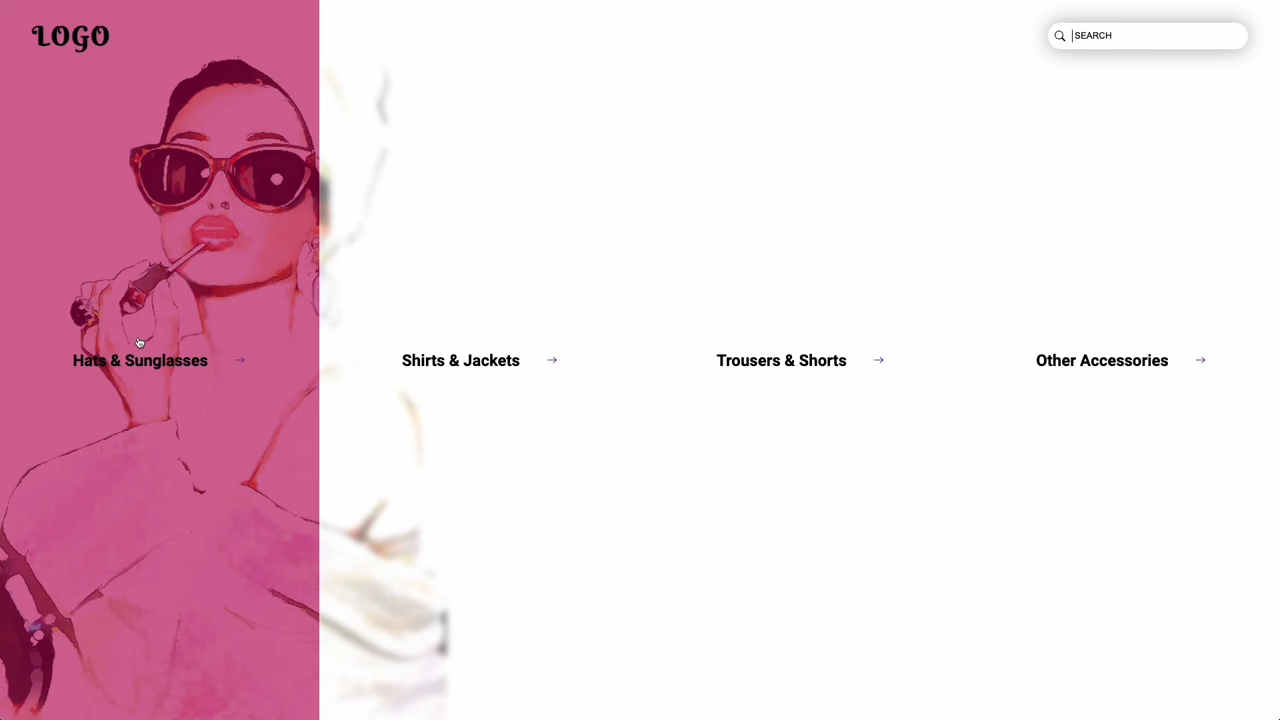 LOGO
SEARCH
Hats & Sunglasses
Shirts & Jackets
Trousers & Shorts
Other Accessories